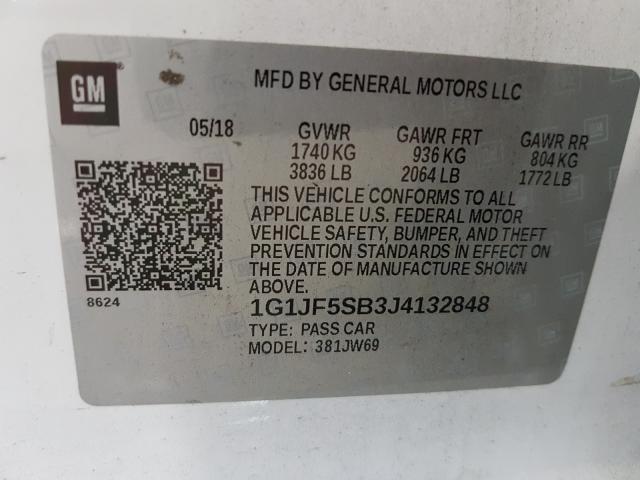 GM
MFD BY GENERAL MOTORS LLC
05/18 GVWR GAWR FRT GAWR RR
1740 KG 936 KG 804 KG
3836 LB 2064 LB 1772 LB
THIS VEHICLE CONFORMS TO ALL
APPLICABLE U.S. FEDERAL MOTOR
VEHICLE SAFETY, BUMPER, AND THEFT
PREVENTION STANDARDS IN EFFECT ON
THE DATE OF MANUFACTURE SHOWN
ABOVE.
8624
1G1JF5SB3J4132848
TYPE: PASS CAR
MODEL: 381JW69